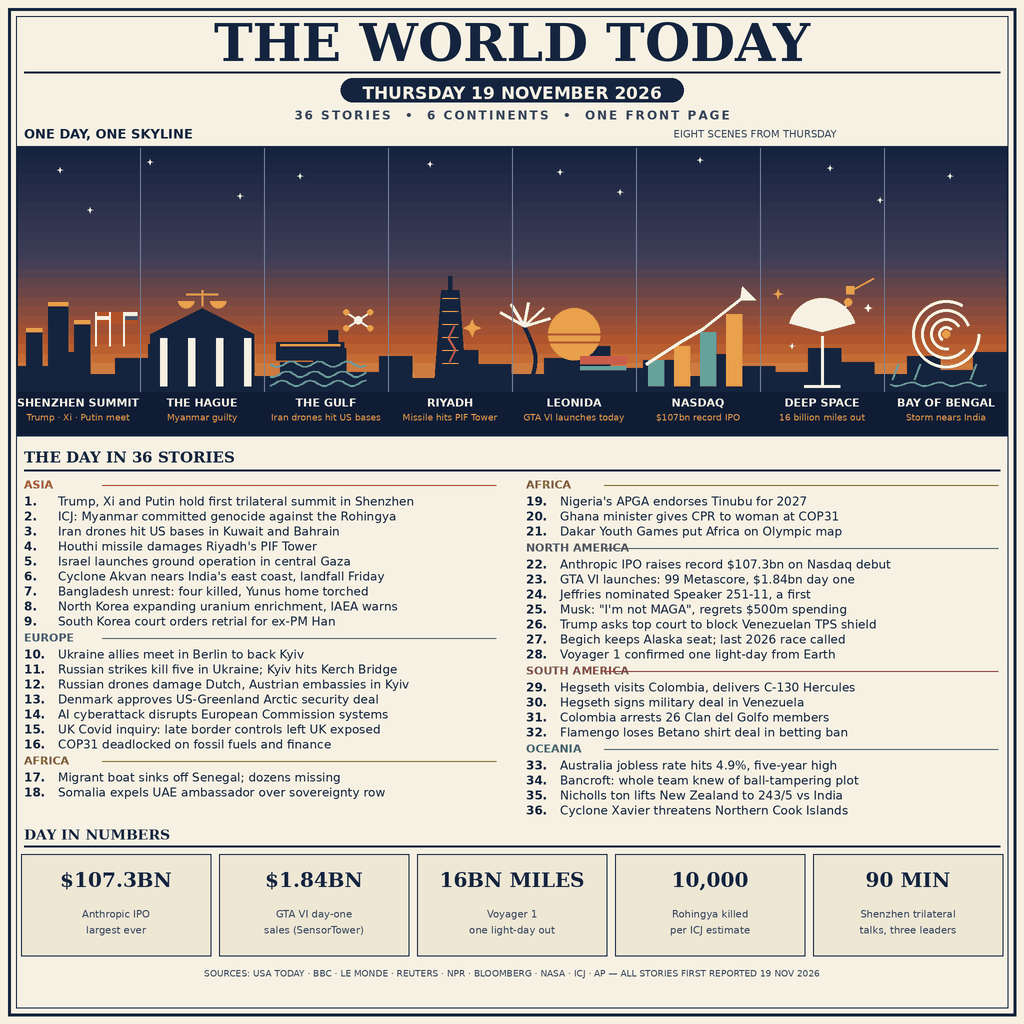 THE WORLD TODAY
THURSDAY 19 NOVEMBER 2026
36 STORIES • 6 CONTINENTS • ONE FRONT PAGE
ONE DAY, ONE SKYLINE
EIGHT SCENES FROM THURSDAY
SHENZHEN SUMMIT
Trump · Xi · Putin meet
THE HAGUE
Myanmar guilty
THE GULF
Iran drones hit US bases
RIYADH
Missile hits PIF Tower
LEONIDA
GTA VI launches today
NASDAQ
$107bn record IPO
DEEP SPACE
16 billion miles out
BAY OF BENGAL
Storm nears India
THE DAY IN 36 STORIES
ASIA
1. Trump, Xi and Putin hold first trilateral summit in Shenzhen
2. ICJ: Myanmar committed genocide against the Rohingya
3. Iran drones hit US bases in Kuwait and Bahrain
4. Houthi missile damages Riyadh's PIF Tower
5. Israel launches ground operation in central Gaza
6. Cyclone Akvan nears India's east coast, landfall Friday
7. Bangladesh unrest: four killed, Yunus home torched
8. North Korea expanding uranium enrichment, IAEA warns
9. South Korea court orders retrial for ex-PM Han
EUROPE
10. Ukraine allies meet in Berlin to back Kyiv
11. Russian strikes kill five in Ukraine; Kyiv hits Kerch Bridge
12. Russian drones damage Dutch, Austrian embassies in Kyiv
13. Denmark approves US-Greenland Arctic security deal
14. AI cyberattack disrupts European Commission systems
15. UK Covid inquiry: late border controls left UK exposed
16. COP31 deadlocked on fossil fuels and finance
AFRICA
17. Migrant boat sinks off Senegal; dozens missing
18. Somalia expels UAE ambassador over sovereignty row
AFRICA
19. Nigeria's APGA endorses Tinubu for 2027
20. Ghana minister gives CPR to woman at COP31
21. Dakar Youth Games put Africa on Olympic map
NORTH AMERICA
22. Anthropic IPO raises record $107.3bn on Nasdaq debut
23. GTA VI launches: 99 Metascore, $1.84bn day one
24. Jeffries nominated Speaker 251-11, a first
25. Musk: "I'm not MAGA", regrets $500m spending
26. Trump asks top court to block Venezuelan TPS shield
27. Begich keeps Alaska seat; last 2026 race called
28. Voyager 1 confirmed one light-day from Earth
SOUTH AMERICA
29. Hegseth visits Colombia, delivers C-130 Hercules
30. Hegseth signs military deal in Venezuela
31. Colombia arrests 26 Clan del Golfo members
32. Flamengo loses Betano shirt deal in betting ban
OCEANIA
33. Australia jobless rate hits 4.9%, five-year high
34. Bancroft: whole team knew of ball-tampering plot
35. Nicholls ton lifts New Zealand to 243/5 vs India
36. Cyclone Xavier threatens Northern Cook Islands
DAY IN NUMBERS
$107.3BN
Anthropic IPO
largest ever
$1.84BN
GTA VI day-one
sales (SensorTower)
16BN MILES
Voyager 1
one light-day out
10,000
Rohingya killed
per ICJ estimate
90 MIN
Shenzhen trilateral
talks, three leaders
SOURCES: USA TODAY · BBC · LE MONDE · REUTERS · NPR · BLOOMBERG · NASA · ICJ · AP — ALL STORIES FIRST REPORTED 19 NOV 2026